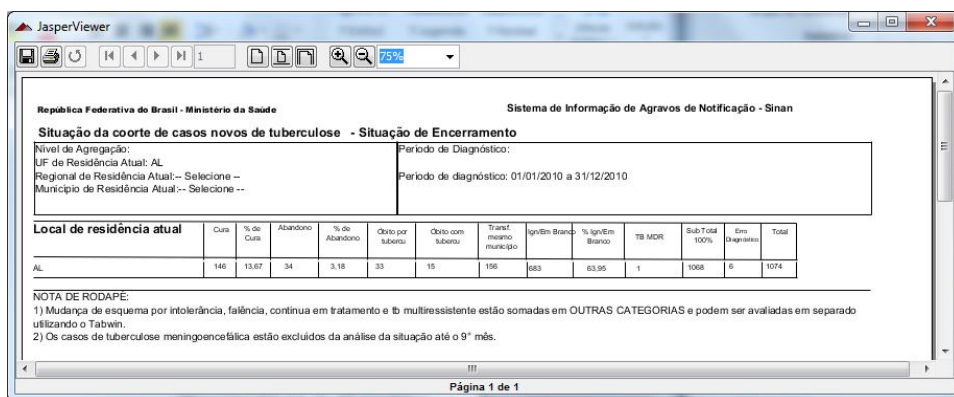 JasperViewer
1
75%
República Federativa do Brasil - Ministério da Saúde
Sistema de Informação de Agravos de Notificação - Sinan
Situação da coorte de casos novos de tuberculose - Situação de Encerramento
Nível de Agregação:
UF de Residência Atual: AL
Regional de Residência Atual:-- Selecione --
Município de Residência Atual:-- Selecione --
Periodo de Diagnóstico:
Periodo de diagnóstico: 01/01/2010 a 31/12/2010
Local de residência atual Cura % de Cura Abandono % de Abandono Óbito por tubercu Óbito com tubercu Transf. mesmo município Ign/Em Branco % Ign/Em Branco TB MDR Sub Total 100% Erro Diagnóstico Total
AL 146 13,67 34 3,18 33 15 156 683 63,95 1 1068 6 1074
NOTA DE RODAPÉ:
1) Mudança de esquema por intolerância, falência, continua em tratamento e tb multiressistente estão somadas em OUTRAS CATEGORIAS e podem ser avaliadas em separado
utilizando o Tabwin.
2) Os casos de tuberculose meningoencefálica estão excluidos da análise da situação até o 9° mês.
Página 1 de 1